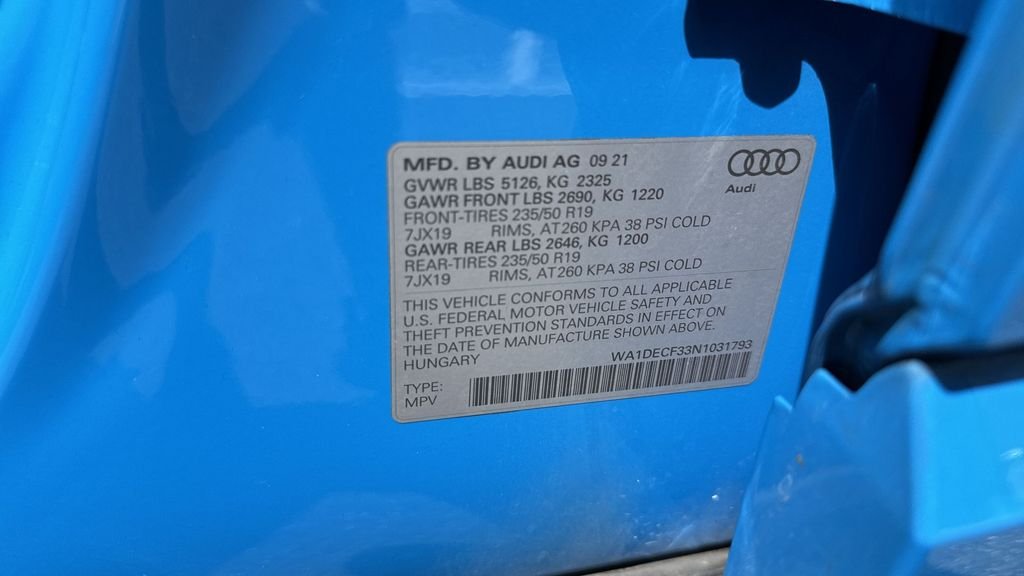 MFD. BY AUDI AG 09 21
Audi
GVWR LBS 5126, KG 2325
GAWR FRONT LBS 2690, KG 1220
FRONT-TIRES 235/50 R19
7JX19 RIMS, AT260 KPA 38 PSI COLD
GAWR REAR LBS 2646, KG 1200
REAR-TIRES 235/50 R19
7JX19 RIMS, AT260 KPA 38 PSI COLD
THIS VEHICLE CONFORMS TO ALL APPLICABLE
U.S. FEDERAL MOTOR VEHICLE SAFETY AND
THEFT PREVENTION STANDARDS IN EFFECT ON
THE DATE OF MANUFACTURE SHOWN ABOVE.
HUNGARY WA1DECF33N1031793
TYPE:
MPV